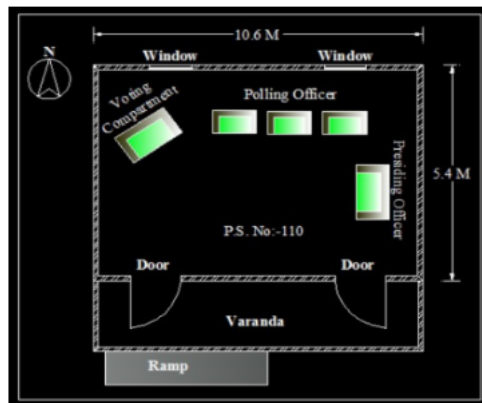 10.6 M
N
Window
Window
Voting
Compartment
Polling Officer
Presiding Officer
5.4 M
P.S. No:-110
Door
Door
Varanda
Ramp